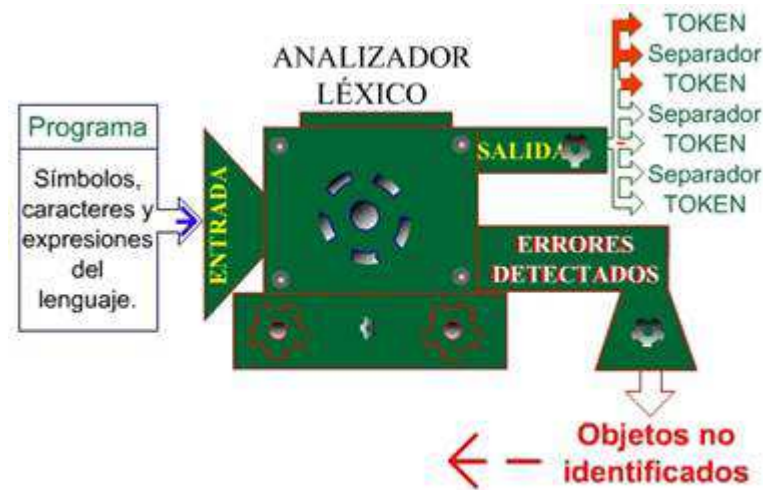 ANALIZADOR
LÉXICO
Programa
Símbolos,
caracteres y
expresiones
del
lenguaje.
ENTRADA
SALIDA
TOKEN
Separador
TOKEN
Separador
TOKEN
Separador
TOKEN
ERRORES
DETECTADOS
Objetos no
identificados